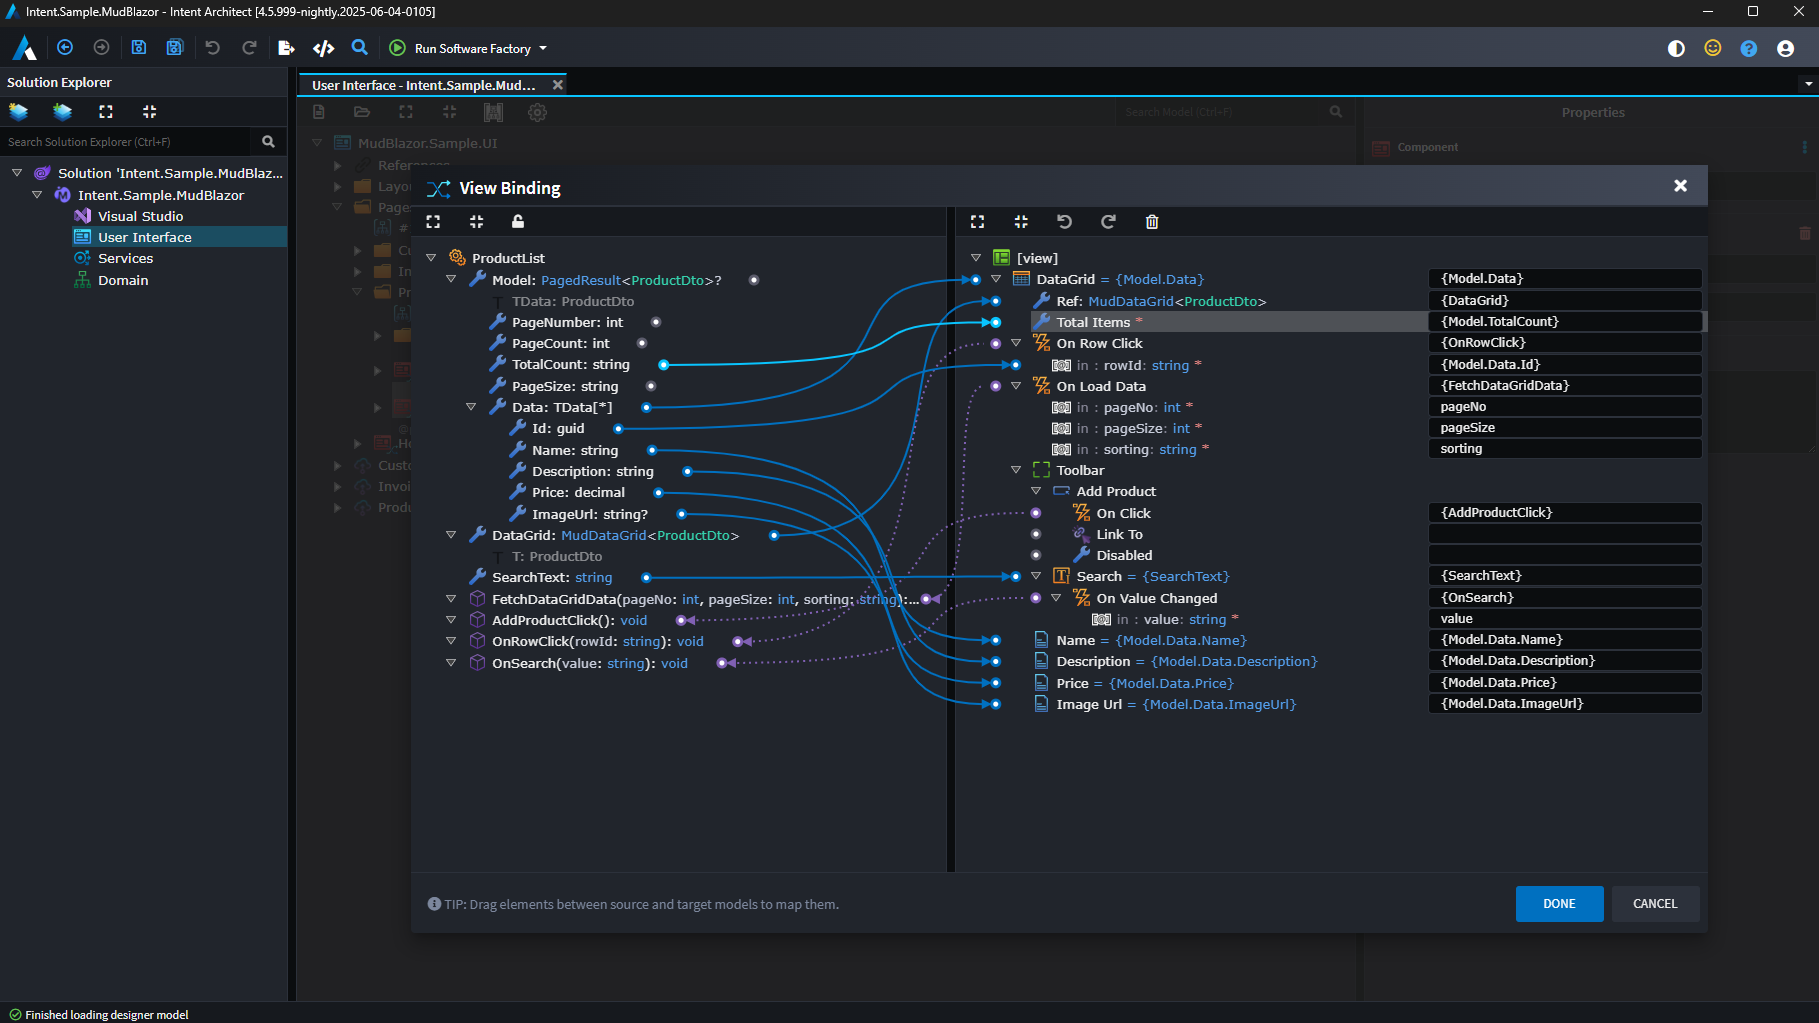 Intent.Sample.MudBlazor - Intent Architect [4.5.999-nightly.2025-06-04-0105]
Run Software Factory
Solution Explorer
User Interface - Intent.Sample.Mud...
Search Solution Explorer (Ctrl+F)
Search Model (Ctrl+F)
Properties
Solution 'Intent.Sample.MudBlaz...
Intent.Sample.MudBlazor
Visual Studio
User Interface
Services
Domain
MudBlazor.Sample.UI
References
Component
View Binding
ProductList
Model: PagedResult<ProductDto>?
TData: ProductDto
PageNumber: int
PageCount: int
TotalCount: string
PageSize: string
Data: TData[*]
Id: guid
Name: string
Description: string
Price: decimal
ImageUrl: string?
DataGrid: MudDataGrid<ProductDto>
T: ProductDto
SearchText: string
FetchDataGridData(pageNo: int, pageSize: int, sorting: string):...
AddProductClick(): void
OnRowClick(rowId: string): void
OnSearch(value: string): void
[view]
DataGrid = {Model.Data} {Model.Data}
Ref: MudDataGrid<ProductDto> {DataGrid}
Total Items * {Model.TotalCount}
On Row Click {OnRowClick}
in : rowId: string * {Model.Data.Id}
On Load Data {FetchDataGridData}
in : pageNo: int * pageNo
in : pageSize: int * pageSize
in : sorting: string * sorting
Toolbar
Add Product
On Click {AddProductClick}
Link To
Disabled
Search = {SearchText} {SearchText}
On Value Changed {OnSearch}
in : value: string * value
Name = {Model.Data.Name} {Model.Data.Name}
Description = {Model.Data.Description} {Model.Data.Description}
Price = {Model.Data.Price} {Model.Data.Price}
Image Url = {Model.Data.ImageUrl} {Model.Data.ImageUrl}
TIP: Drag elements between source and target models to map them.
DONE
CANCEL
Finished loading designer model